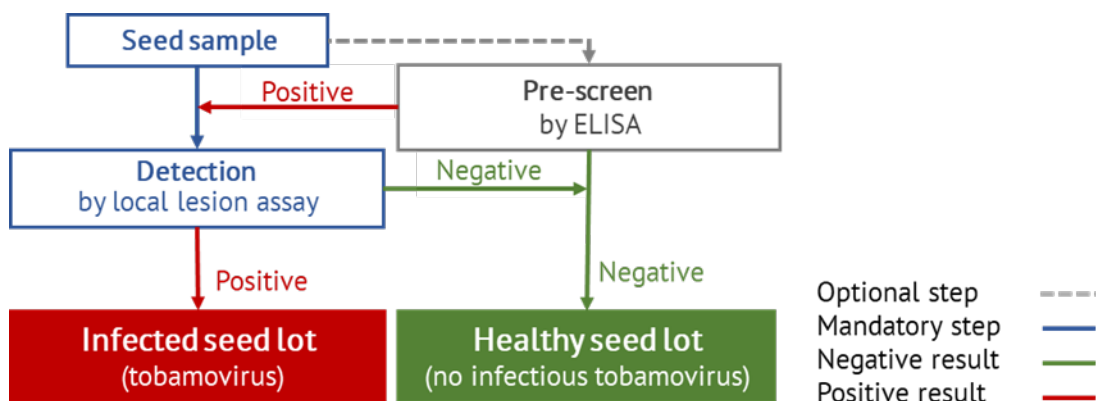 Seed sample
Positive
Pre-screen
by ELISA
Detection
by local lesion assay
Negative
Positive
Negative
Infected seed lot
(tobamovirus)
Healthy seed lot
(no infectious tobamovirus)
Optional step
Mandatory step
Negative result
Positive result